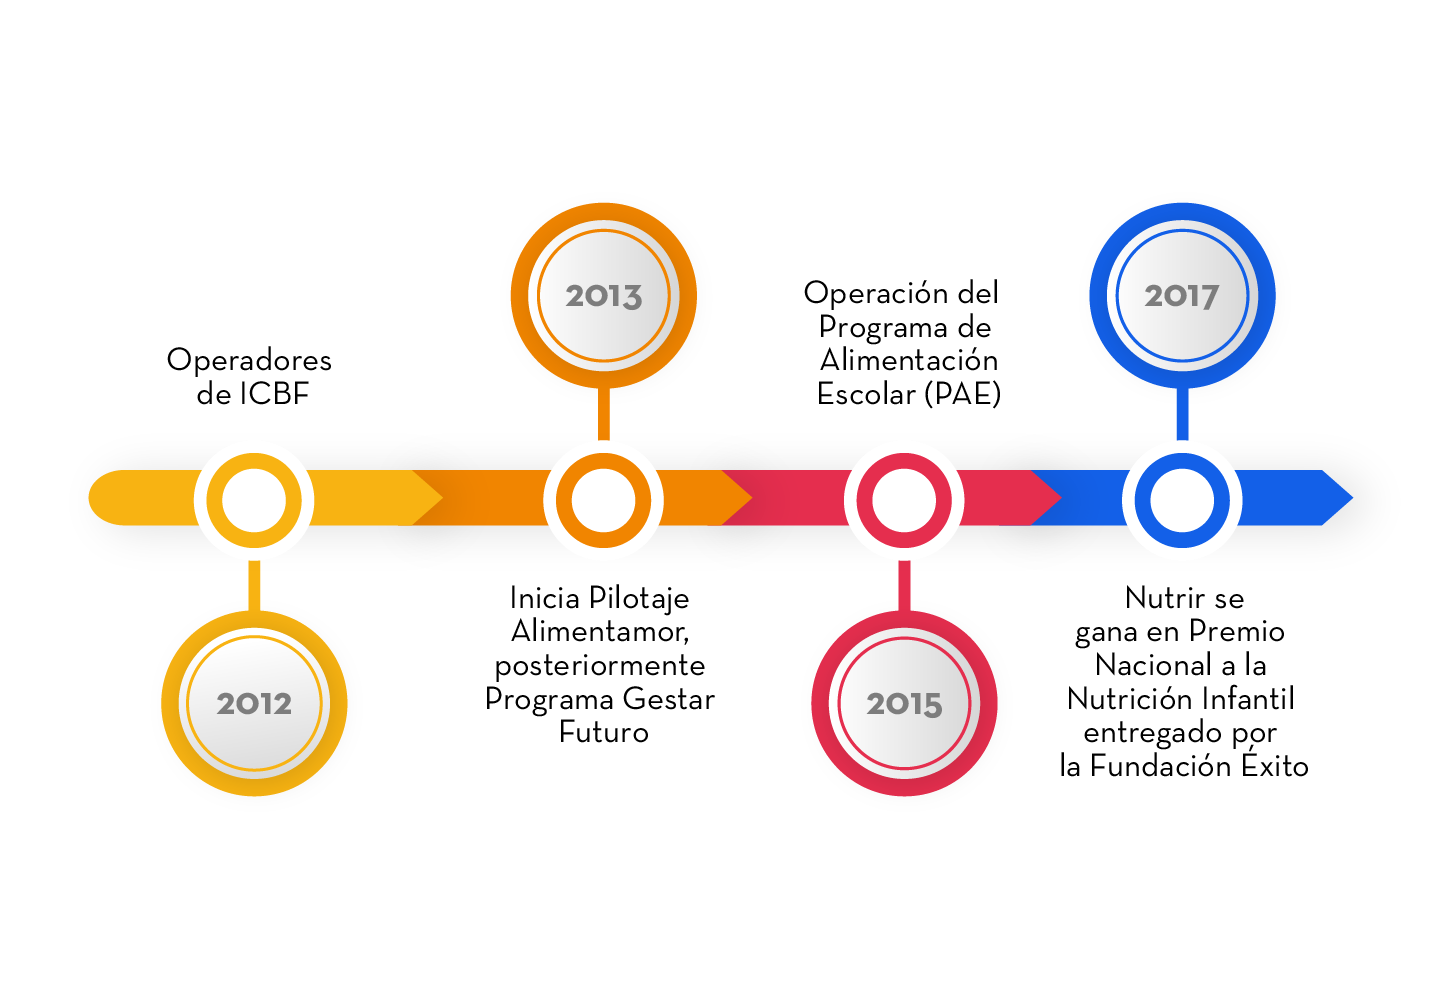 Operadores
de ICBF
2012
2013
Inicia Pilotaje
Alimentamor,
posteriormente
Programa Gestar
Futuro
Operación del
Programa de
Alimentación
Escolar (PAE)
2015
2017
Nutrir se
gana en Premio
Nacional a la
Nutrición Infantil
entregado por
la Fundación Éxito